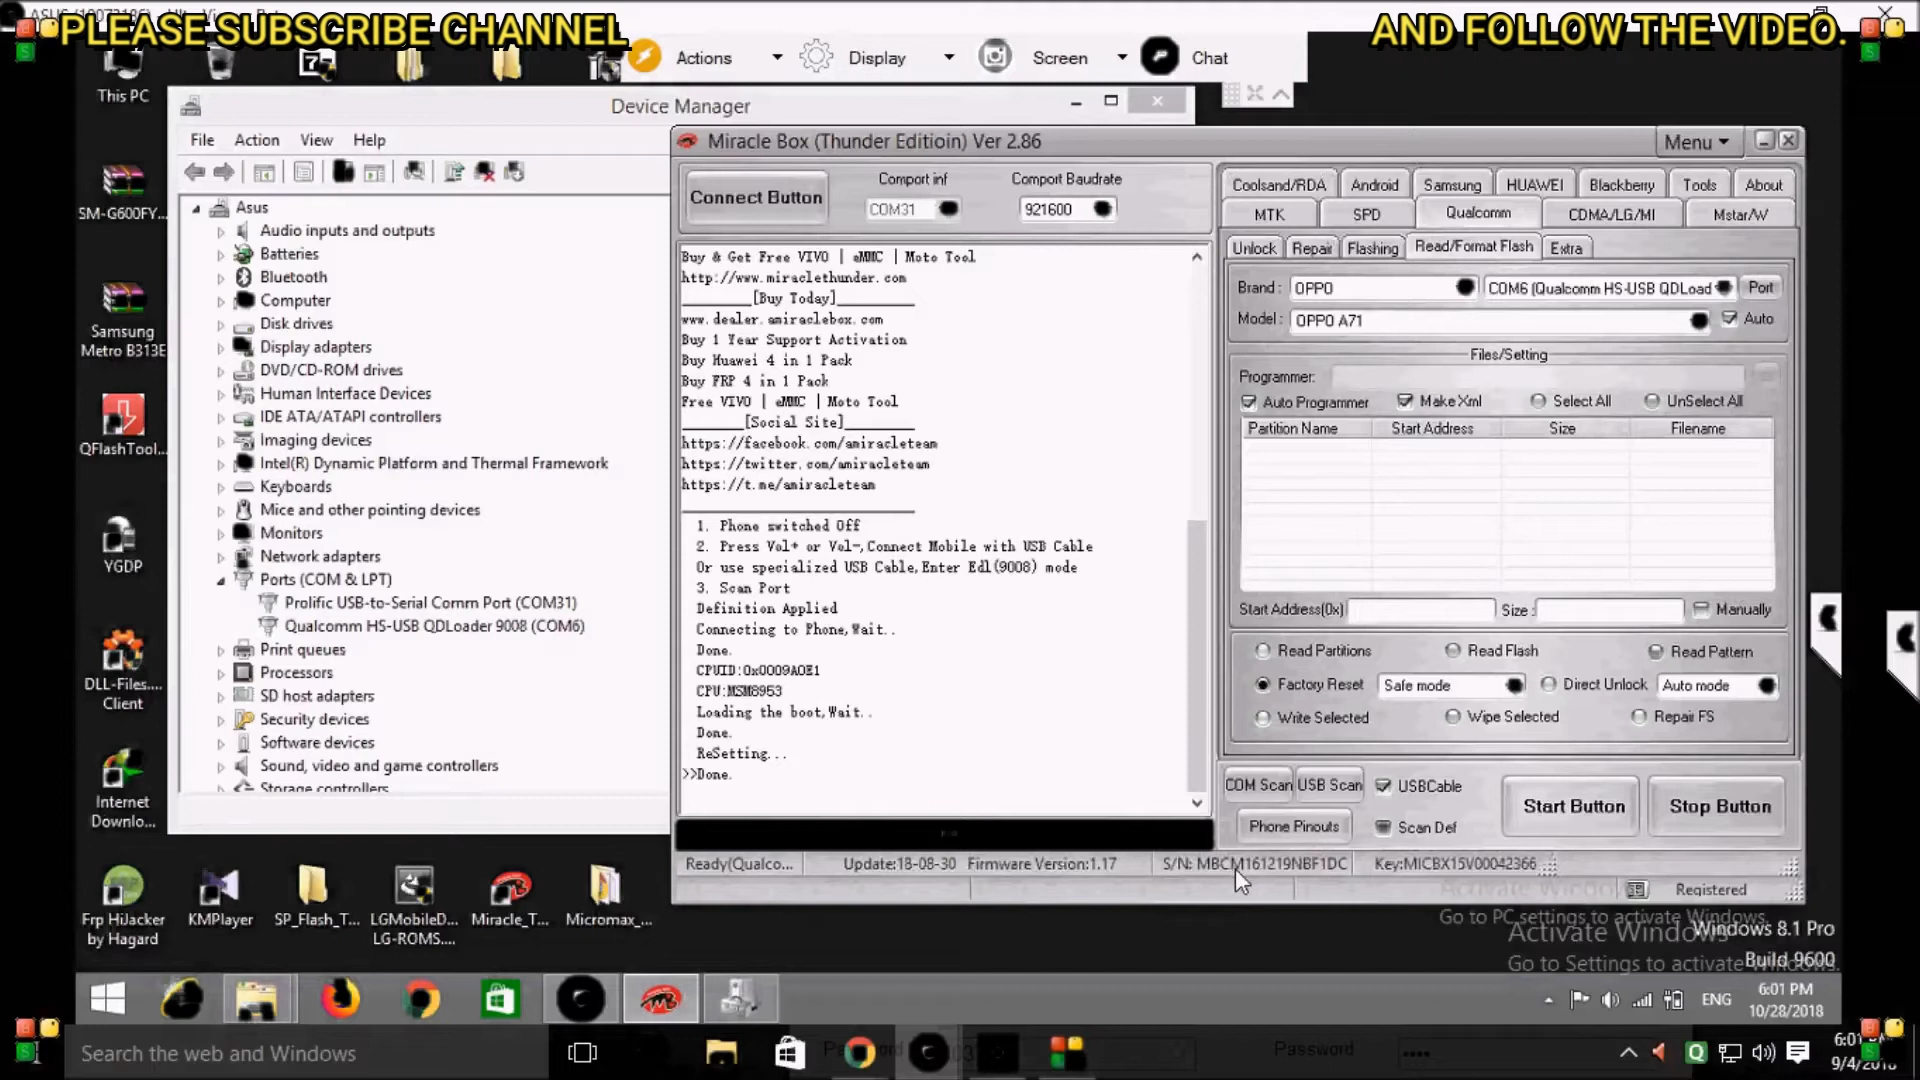 PLEASE SUBSCRIBE CHANNEL
AND FOLLOW THE VIDEO.
Actions
Display
Screen
Chat
This PC
SM-G600FY...
Samsung
Metro B313E
QFlashTool...
YGDP
DLL-Files....
Client
Internet
Downlo...
Device Manager
File
Action
View
Help
Asus
Audio inputs and outputs
Batteries
Bluetooth
Computer
Disk drives
Display adapters
DVD/CD-ROM drives
Human Interface Devices
IDE ATA/ATAPI controllers
Imaging devices
Intel(R) Dynamic Platform and Thermal Framework
Keyboards
Mice and other pointing devices
Monitors
Network adapters
Ports (COM & LPT)
Prolific USB-to-Serial Comm Port (COM31)
Qualcomm HS-USB QDLoader 9008 (COM6)
Print queues
Processors
SD host adapters
Security devices
Software devices
Sound, video and game controllers
Storage controllers
Miracle Box (Thunder Editioin) Ver 2.86
Menu
Connect Button
Comport inf
COM31
Comport Baudrate
921600
Buy & Get Free VIVO | eMMC | Moto Tool
http://www.miraclethunder.com
________[Buy Today]_________
www.dealer.amiraclebox.com
Buy 1 Year Support Activation
Buy Huawei 4 in 1 Pack
Buy FRP 4 in 1 Pack
Free VIVO | eMMC | Moto Tool
_______[Social Site]________
https://facebook.com/amiracleteam
https://twitter.com/amiracleteam
https://t.me/amiracleteam
1. Phone switched Off
2. Press Vol+ or Vol-,Connect Mobile with USB Cable
Or use specialized USB Cable,Enter Edl(9008) mode
3. Scan Port
Definition Applied
Connecting to Phone,Wait..
Done.
CPUID:0x0009A0E1
CPU:MSM8953
Loading the boot,Wait..
Done.
ReSetting...
>>Done.
Coolsand/RDA
Android
Samsung
HUAWEI
Blackberry
Tools
About
MTK
SPD
Qualcomm
CDMA/LG/MI
Mstar/W
Unlock
Repair
Flashing
Read/Format Flash
Extra
Brand :
OPPO
COM6 (Qualcomm HS-USB QDLoad
Port
Model :
OPPO A71
Auto
Files/Setting
Programmer:
Auto Programmer
Make Xml
Select All
UnSelect All
Partition Name
Start Address
Size
Filename
Start Address(0x)
Size :
Manually
Read Partitions
Read Flash
Read Pattern
Factory Reset
Safe mode
Direct Unlock
Auto mode
Write Selected
Wipe Selected
Repair FS
COM Scan
USB Scan
USBCable
Phone Pinouts
Scan Def
Start Button
Stop Button
Ready(Qualco...
Update:18-08-30
Firmware Version:1.17
S/N: MBCM161219NBF1DC
Key:MICBX15V00042366
Registered
Frp HiJacker
by Hagard
KMPlayer
SP_Flash_T...
LGMobileD...
LG-ROMS....
Miracle_T...
Micromax_...
Go to PC settings to activate Windows.
Windows 8.1 Pro
Activate Windows
Build 9600
Go to Settings to activate Windows.
ENG
6:01 PM
10/28/2018
Search the web and Windows
Password